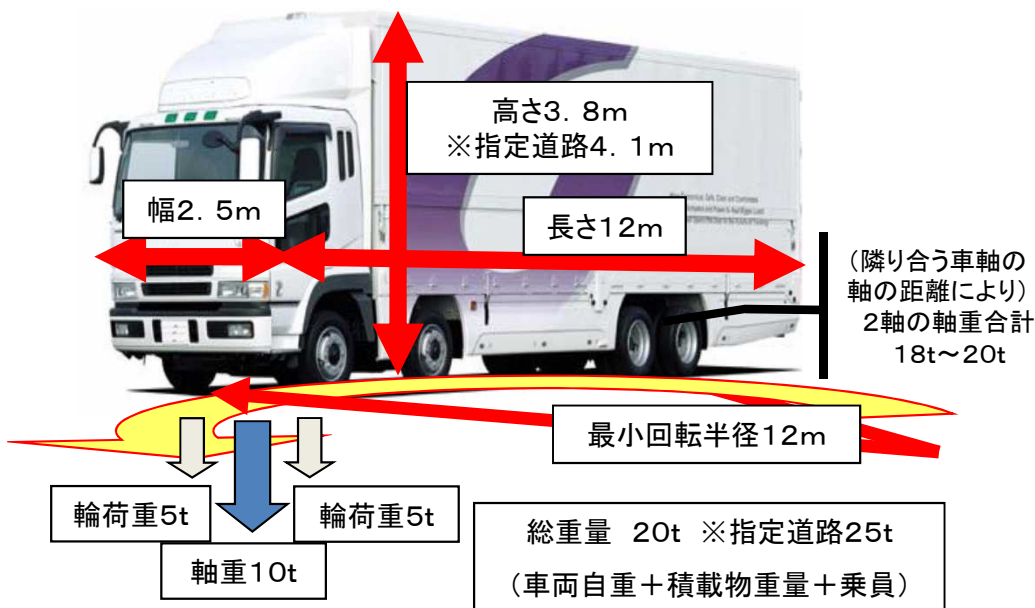 高さ3.8m
※指定道路4.1m
幅2.5m
長さ12m
(隣り合う車軸の
軸の距離により)
2軸の軸重合計
18t~20t
最小回転半径12m
輪荷重5t
輪荷重5t
軸重10t
総重量 20t ※指定道路25t
(車両自重+積載物重量+乗員)